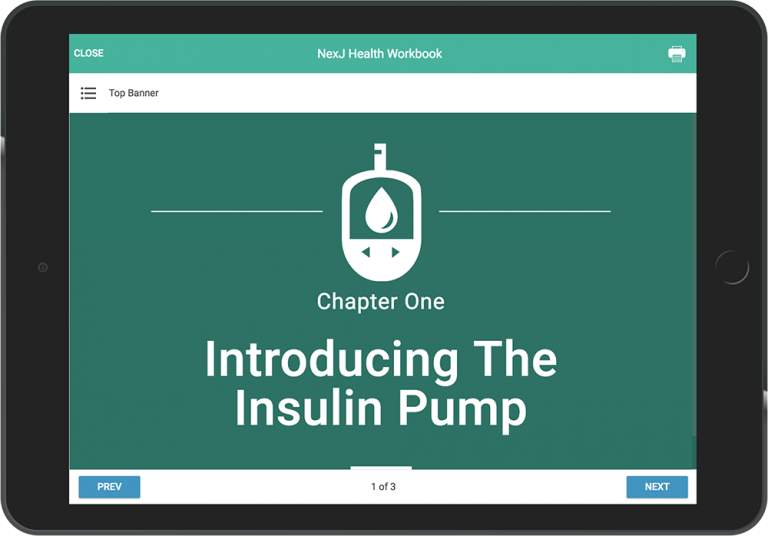 CLOSE
NexJ Health Workbook
Top Banner
Chapter One
Introducing The
Insulin Pump
PREV
1 of 3
NEXT